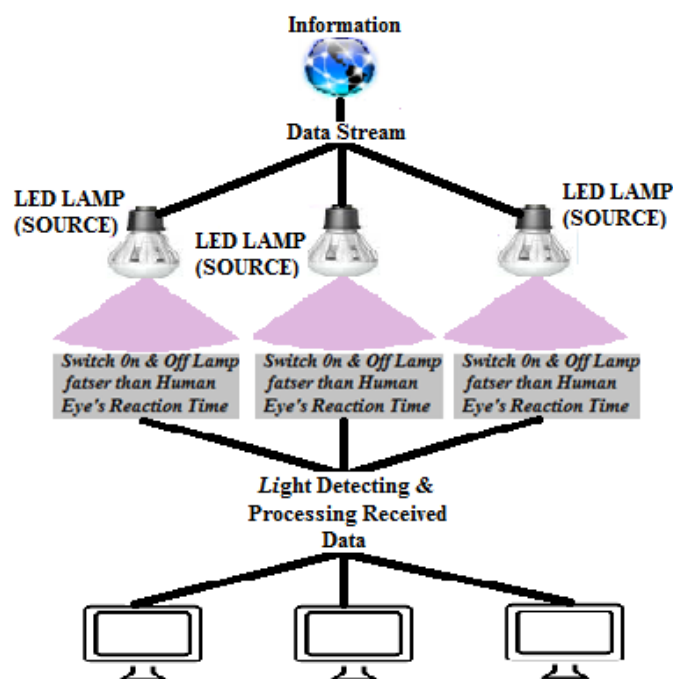 Information
Data Stream
LED LAMP
(SOURCE)
LED LAMP
(SOURCE)
LED LAMP
(SOURCE)
Switch 0n & Off Lamp
fatser than Human
Eye's Reaction Time
Switch 0n & Off Lamp
fatser than Human
Eye's Reaction Time
Switch 0n & Off Lamp
fatser than Human
Eye's Reaction Time
Light Detecting &
Processing Received
Data